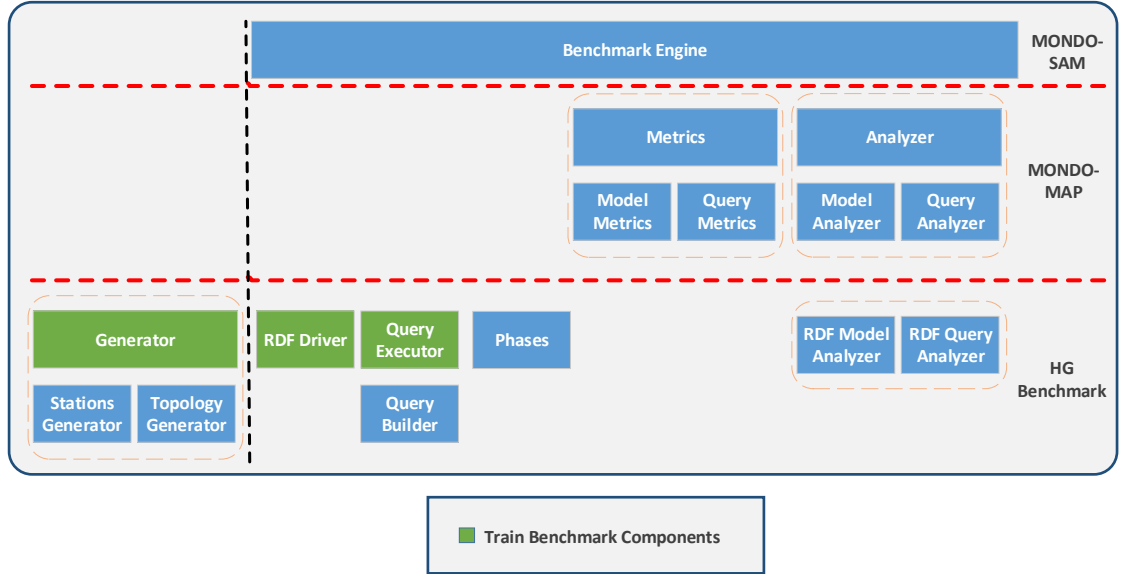 Benchmark Engine
MONDO-
SAM
Metrics
Analyzer
Model
Metrics
Query
Metrics
Model
Analyzer
Query
Analyzer
MONDO-
MAP
Generator
RDF Driver
Query
Executor
Phases
RDF Model
Analyzer
RDF Query
Analyzer
Stations
Generator
Topology
Generator
Query
Builder
HG
Benchmark
Train Benchmark Components